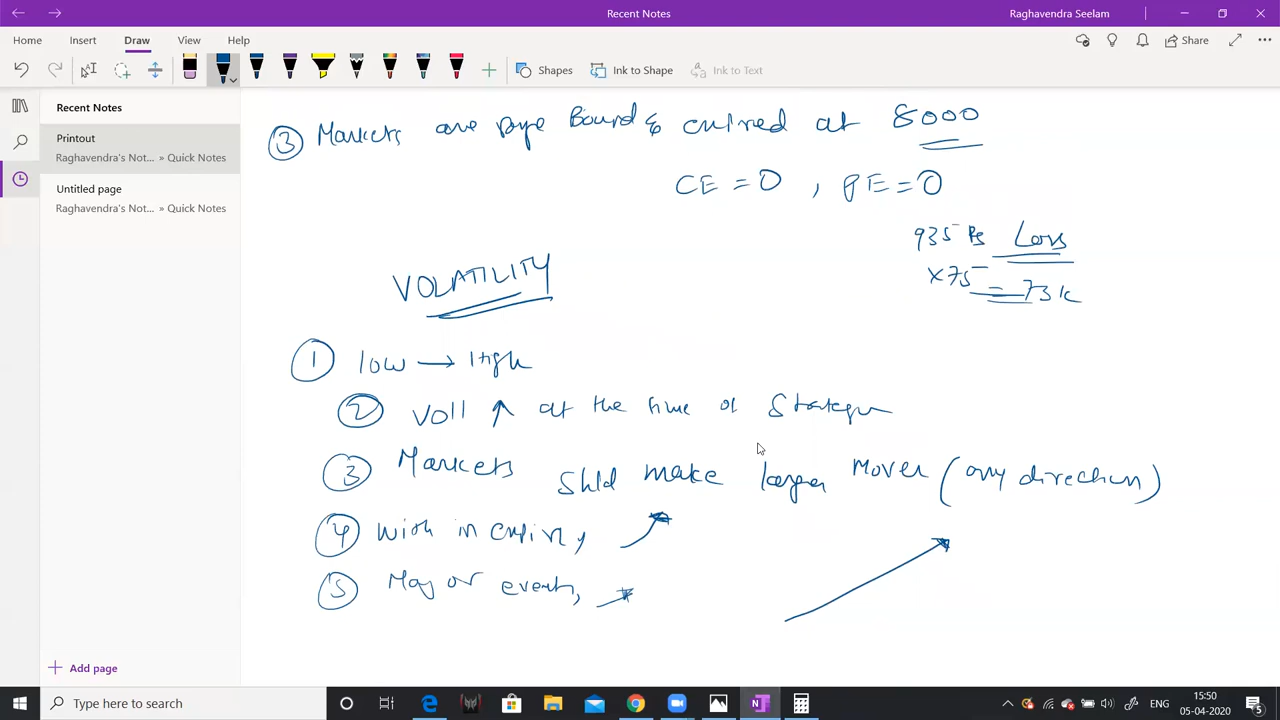 Recent Notes
Raghavendra Seelam
Home Insert Draw View Help
Share
Shapes Ink to Shape Ink to Text
Recent Notes
Printout
Raghavendra's Not... » Quick Notes
Untitled page
Raghavendra's Not... » Quick Notes
Add page
③ Markets are Bound & at 8000
CE = 0 , PE = 0
935 Rs Loss
x75 = 73k
VOLATILITY
① low → High
② Voll ↑ at the time of
③ Markets Shld make larger Moves (any direction)
④ with in expiry
⑤ Major events,
Type here to search
ENG
15:50
05-04-2020
5